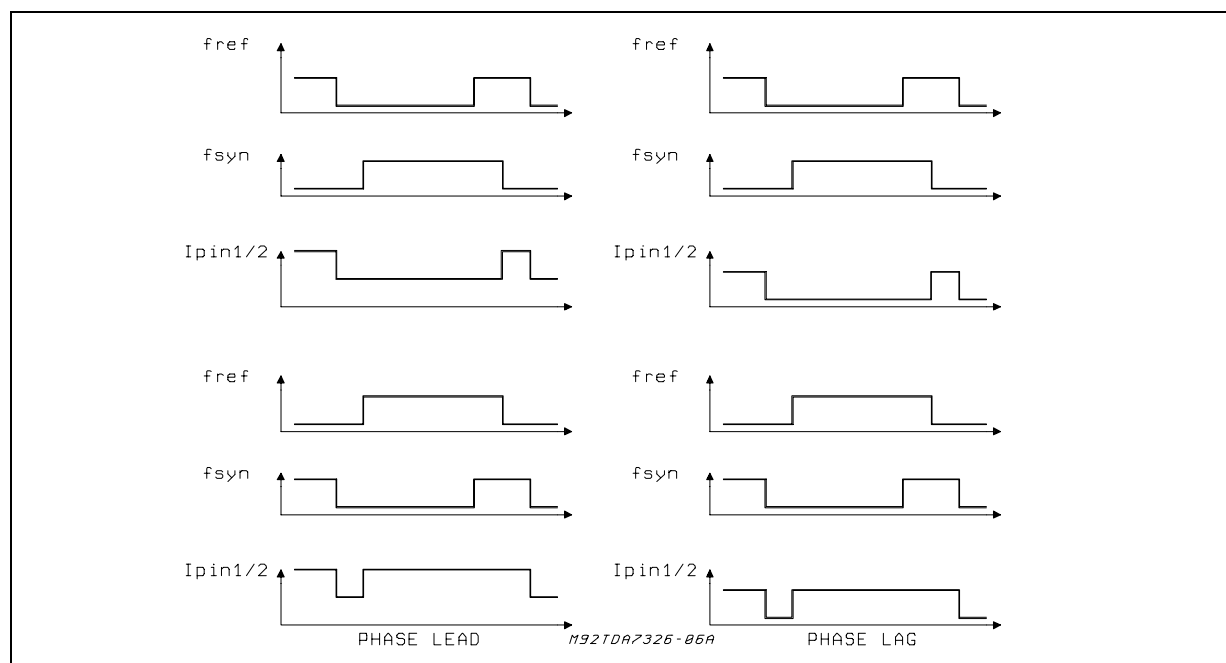 fref
fref
fsyn
fsyn
Ipin1/2
Ipin1/2
fref
fref
fsyn
fsyn
Ipin1/2
Ipin1/2
PHASE LEAD
M92TDA7326-06A
PHASE LAG